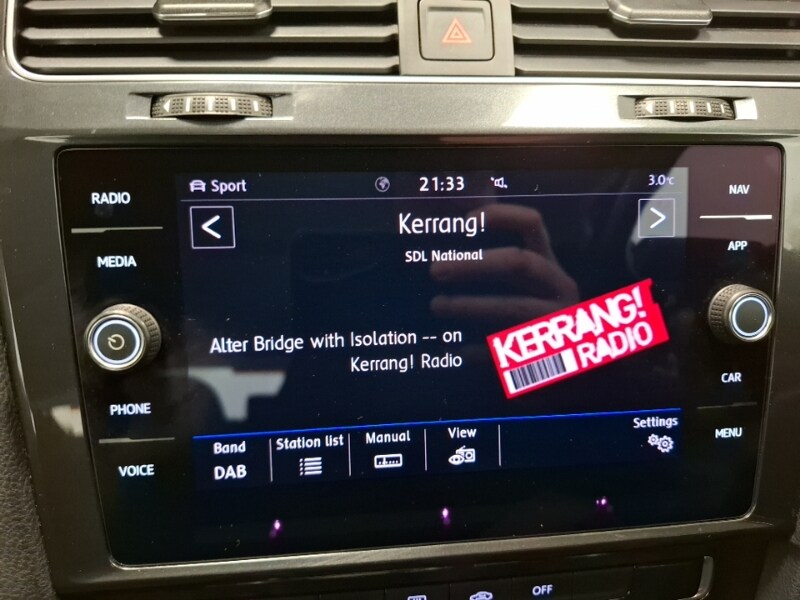 Sport
21:33
3.0°C
RADIO
NAV
Kerrang!
SDL National
MEDIA
APP
Alter Bridge with Isolation -- on
Kerrang! Radio
KERRANG!
RADIO
PHONE
CAR
VOICE
MENU
Band
DAB
Station list
Manual
View
Settings
OFF